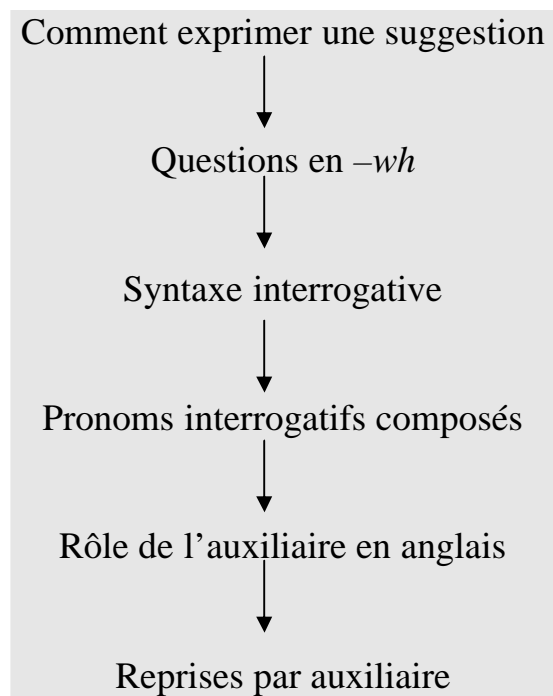 Comment exprimer une suggestion
Questions en –wh
Syntaxe interrogative
Pronoms interrogatifs composés
Rôle de l’auxiliaire en anglais
Reprises par auxiliaire